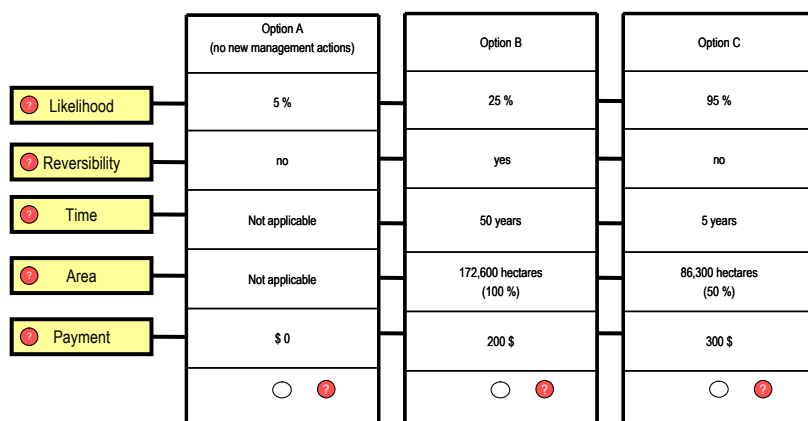 Option A
(no new management actions)
Option B
Option C
? Likelihood
5 %
25 %
95 %
? Reversibility
no
yes
no
? Time
Not applicable
50 years
5 years
? Area
Not applicable
172,600 hectares
(100 %)
86,300 hectares
(50 %)
? Payment
$ 0
200 $
300 $
?
?
?